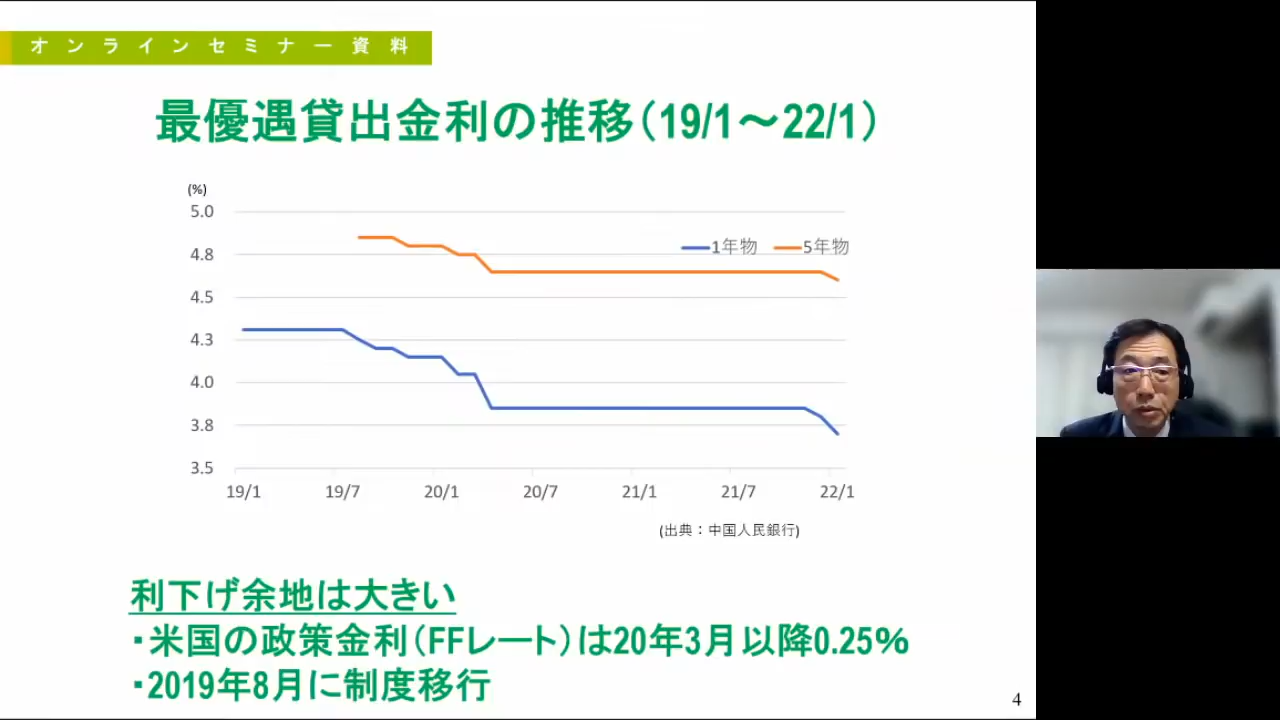 オンラインセミナー資料
最優遇貸出金利の推移（19/1～22/1）
(%)
5.0
1年物 5年物
4.8
4.5
4.3
4.0
3.8
3.5
19/1 19/7 20/1 20/7 21/1 21/7 22/1
(出典：中国人民銀行)
利下げ余地は大きい
・米国の政策金利（FFレート）は20年3月以降0.25％
・2019年8月に制度移行
4